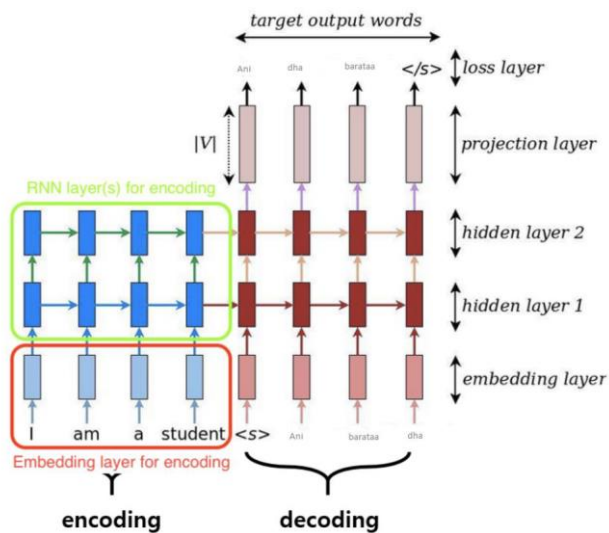 target output words
Ani dha barataa </s> loss layer
|V| projection layer
RNN layer(s) for encoding
hidden layer 2
hidden layer 1
embedding layer
I am a student <s> Ani barataa dha
Embedding layer for encoding
encoding decoding